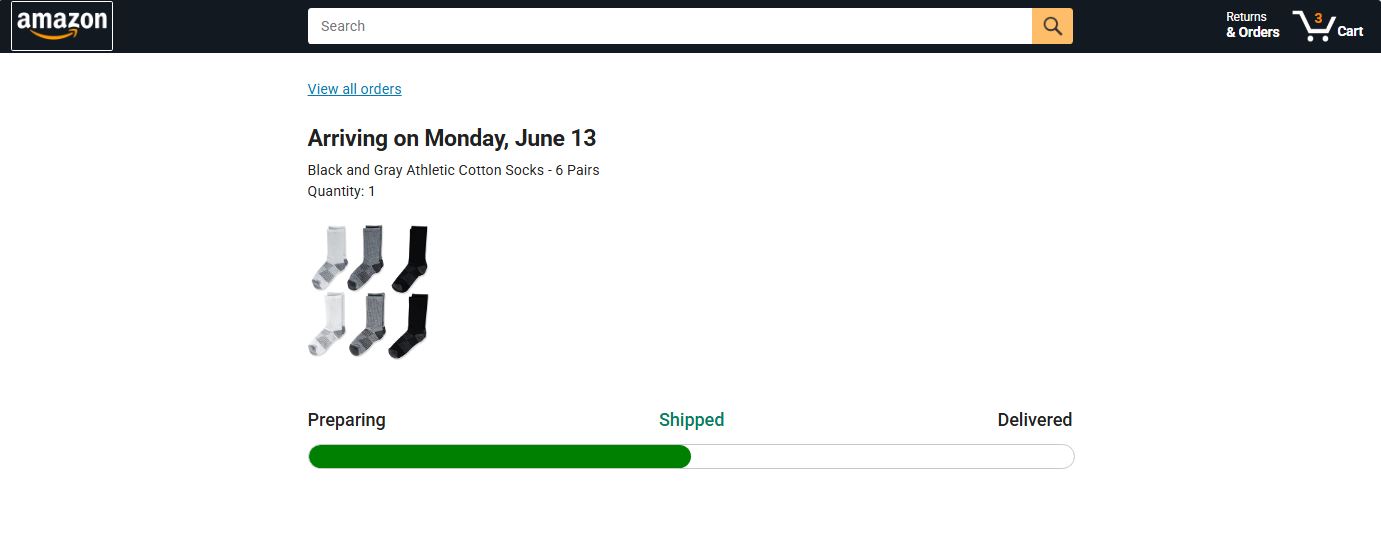 amazon
Search
Returns
& Orders
3
Cart
View all orders
Arriving on Monday, June 13
Black and Gray Athletic Cotton Socks - 6 Pairs
Quantity: 1
Preparing
Shipped
Delivered